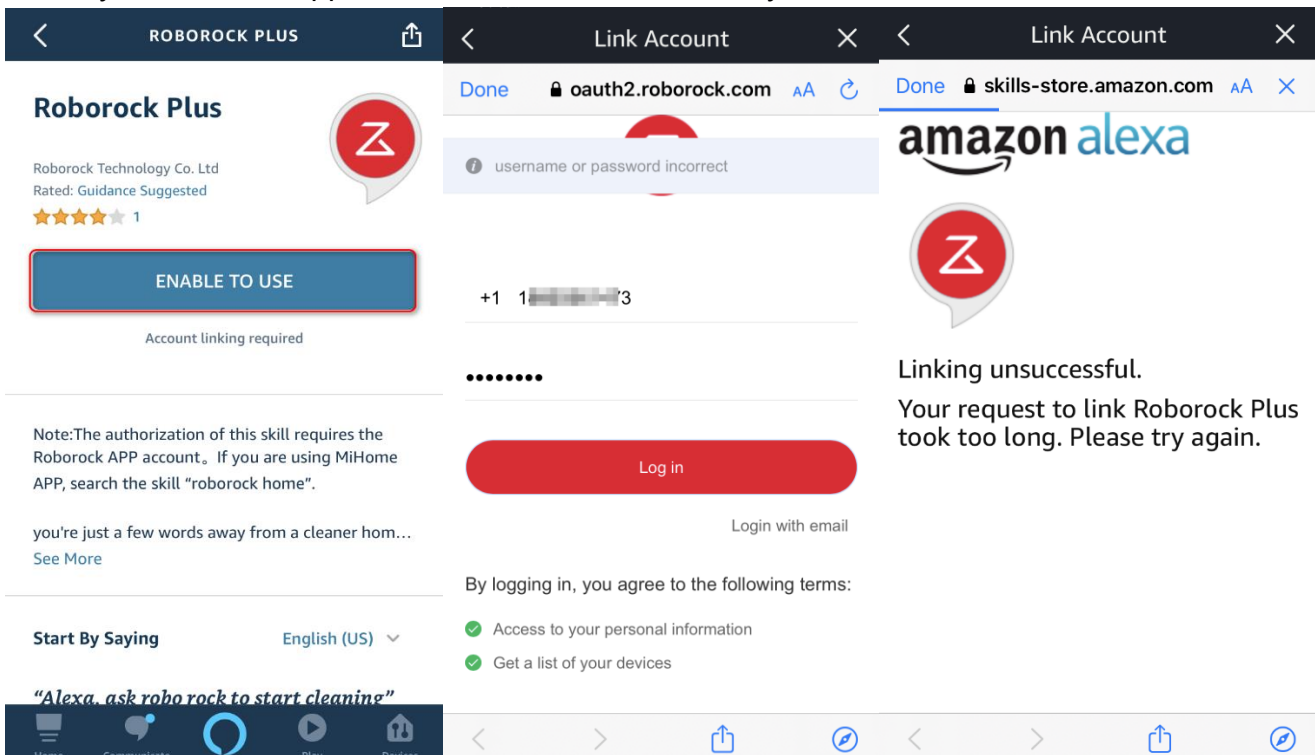 ROBOROCK PLUS
Roborock Plus
Roborock Technology Co. Ltd
Rated: Guidance Suggested
1
ENABLE TO USE
Account linking required
Note:The authorization of this skill requires the
Roborock APP account。If you are using MiHome
APP, search the skill “roborock home”.
you're just a few words away from a cleaner hom...
See More
Start By Saying
English (US)
“Alexa, ask robo rock to start cleaning”
Link Account
Done
oauth2.roborock.com
AA
username or password incorrect
+1 1
3
Log in
Login with email
By logging in, you agree to the following terms:
Access to your personal information
Get a list of your devices
Link Account
Done
skills-store.amazon.com
AA
amazon alexa
Linking unsuccessful.
Your request to link Roborock Plus
took too long. Please try again.